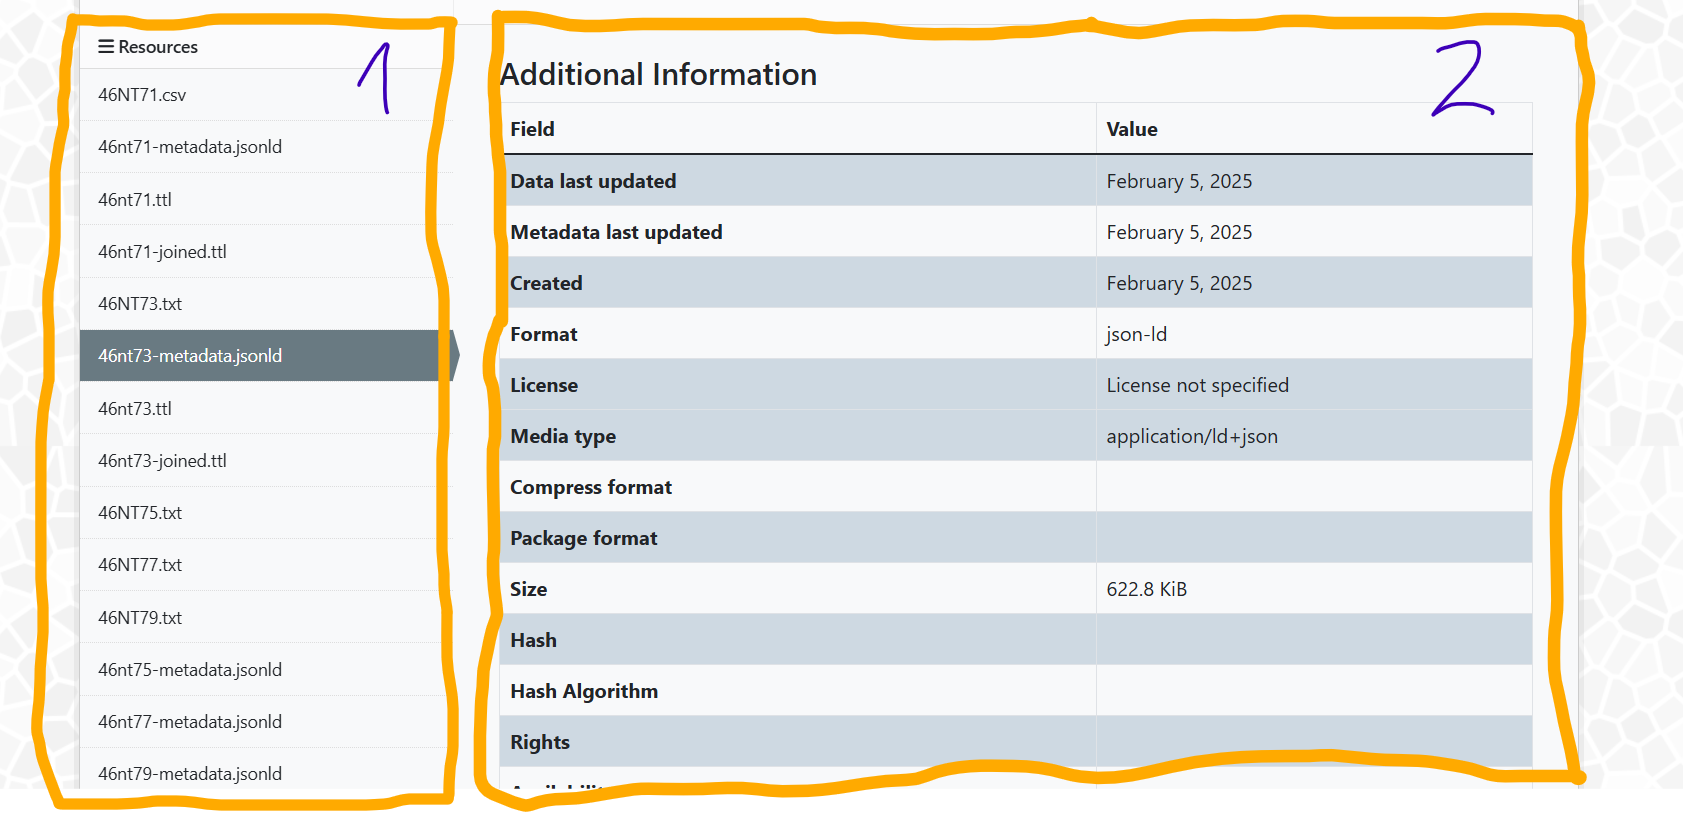 Resources
46NT71.csv
46nt71-metadata.jsonld
46nt71.ttl
46nt71-joined.ttl
46NT73.txt
46nt73-metadata.jsonld
46nt73.ttl
46nt73-joined.ttl
46NT75.txt
46NT77.txt
46NT79.txt
46nt75-metadata.jsonld
46nt77-metadata.jsonld
46nt79-metadata.jsonld
1
Additional Information
2
Field Value
Data last updated February 5, 2025
Metadata last updated February 5, 2025
Created February 5, 2025
Format json-ld
License License not specified
Media type application/ld+json
Compress format
Package format
Size 622.8 KiB
Hash
Hash Algorithm
Rights